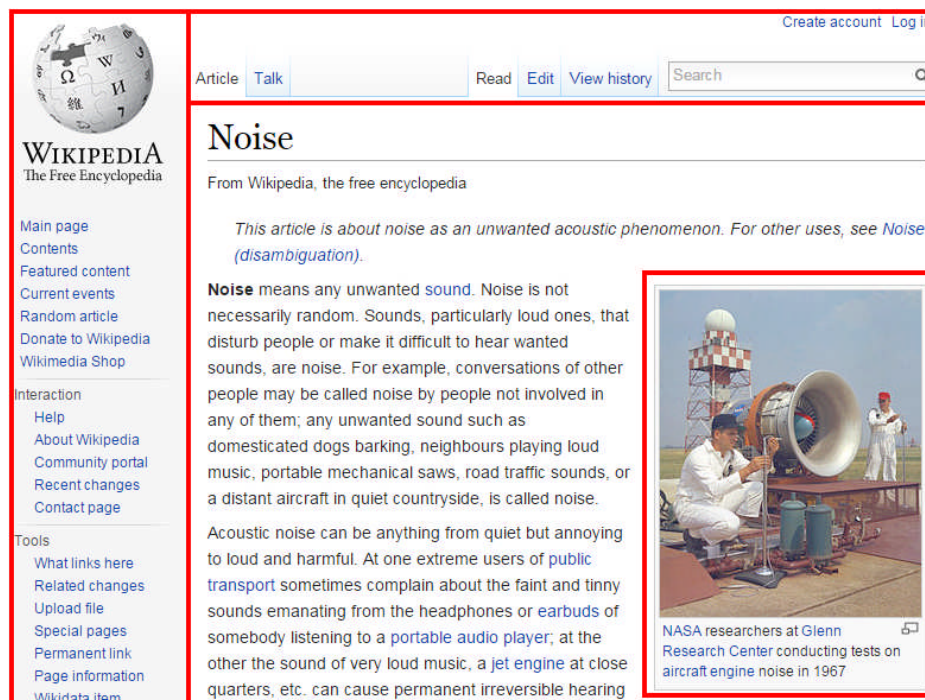 WIKIPEDIA
The Free Encyclopedia
Main page
Contents
Featured content
Current events
Random article
Donate to Wikipedia
Wikimedia Shop
Interaction
Help
About Wikipedia
Community portal
Recent changes
Contact page
Tools
What links here
Related changes
Upload file
Special pages
Permanent link
Page information
Wikidata item
Create account Log in
Article Talk Read Edit View history Search
Noise
From Wikipedia, the free encyclopedia
This article is about noise as an unwanted acoustic phenomenon. For other uses, see Noise
(disambiguation).
Noise means any unwanted sound. Noise is not
necessarily random. Sounds, particularly loud ones, that
disturb people or make it difficult to hear wanted
sounds, are noise. For example, conversations of other
people may be called noise by people not involved in
any of them; any unwanted sound such as
domesticated dogs barking, neighbours playing loud
music, portable mechanical saws, road traffic sounds, or
a distant aircraft in quiet countryside, is called noise.
Acoustic noise can be anything from quiet but annoying
to loud and harmful. At one extreme users of public
transport sometimes complain about the faint and tinny
sounds emanating from the headphones or earbuds of
somebody listening to a portable audio player; at the
other the sound of very loud music, a jet engine at close
quarters, etc. can cause permanent irreversible hearing
NASA researchers at Glenn
Research Center conducting tests on
aircraft engine noise in 1967